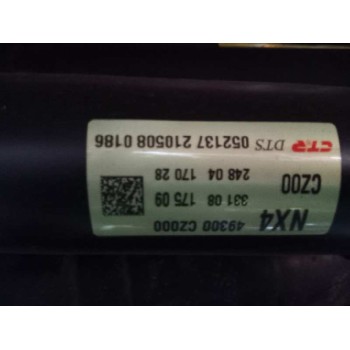 NX4 49300 CZ000
CZ00 331 08 175 09
248 04 170 28
CTR DTS 052137 210508 0186